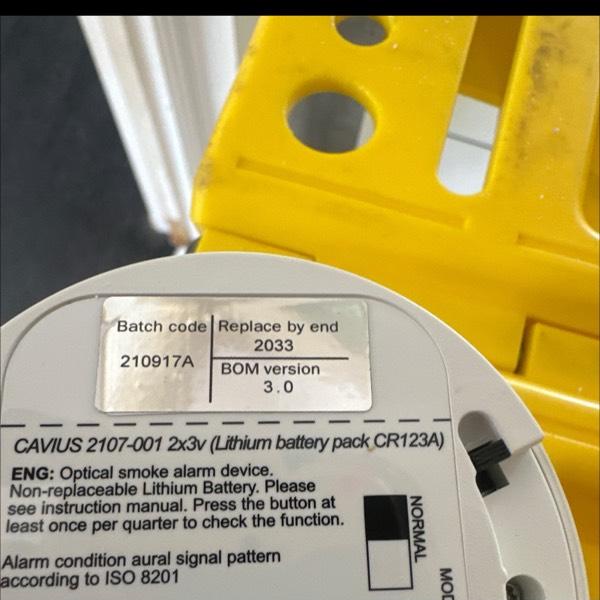 Batch code
210917A
Replace by end
2033
BOM version
3.0
CAVIUS 2107-001 2x3v (Lithium battery pack CR123A)
ENG: Optical smoke alarm device.
Non-replaceable Lithium Battery. Please
see instruction manual. Press the button at
least once per quarter to check the function.
Alarm condition aural signal pattern
according to ISO 8201
NORMAL